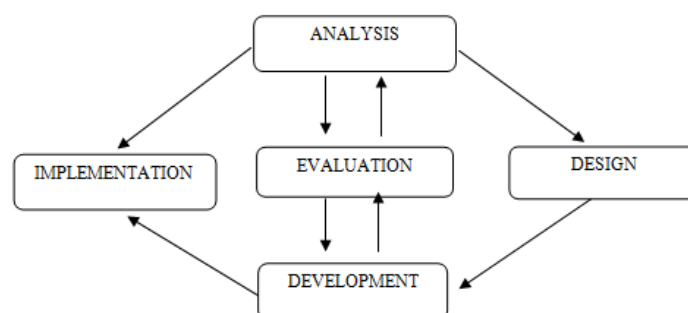 ANALYSIS
IMPLEMENTATION
EVALUATION
DESIGN
DEVELOPMENT